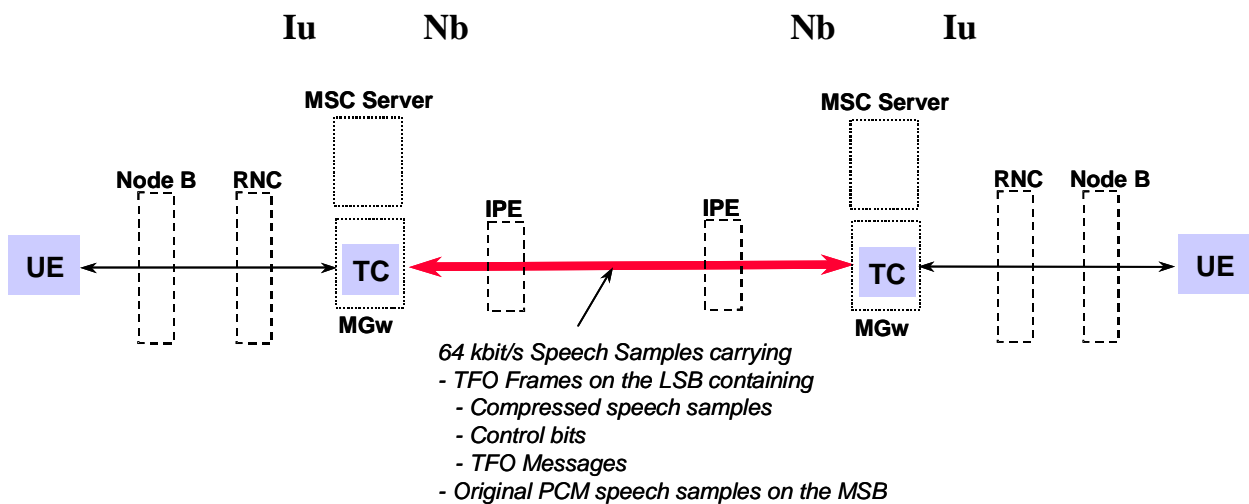 Iu Nb Nb Iu
MSC Server MSC Server
Node B RNC RNC Node B
IPE IPE
UE TC TC UE
MGw MGw
64 kbit/s Speech Samples carrying
- TFO Frames on the LSB containing
- Compressed speech samples
- Control bits
- TFO Messages
- Original PCM speech samples on the MSB